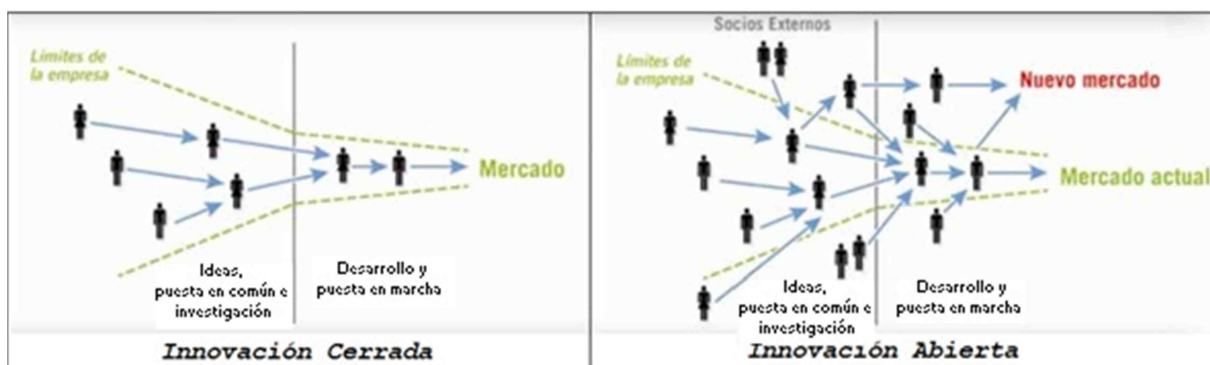 Límites de
la empresa
Mercado
Ideas,
puesta en común e
investigación
Desarrollo y
puesta en marcha
Innovación Cerrada
Socios Externos
Límites de
la empresa
Nuevo mercado
Mercado actual
Ideas,
puesta en común e
investigación
Desarrollo y
puesta en marcha
Innovación Abierta